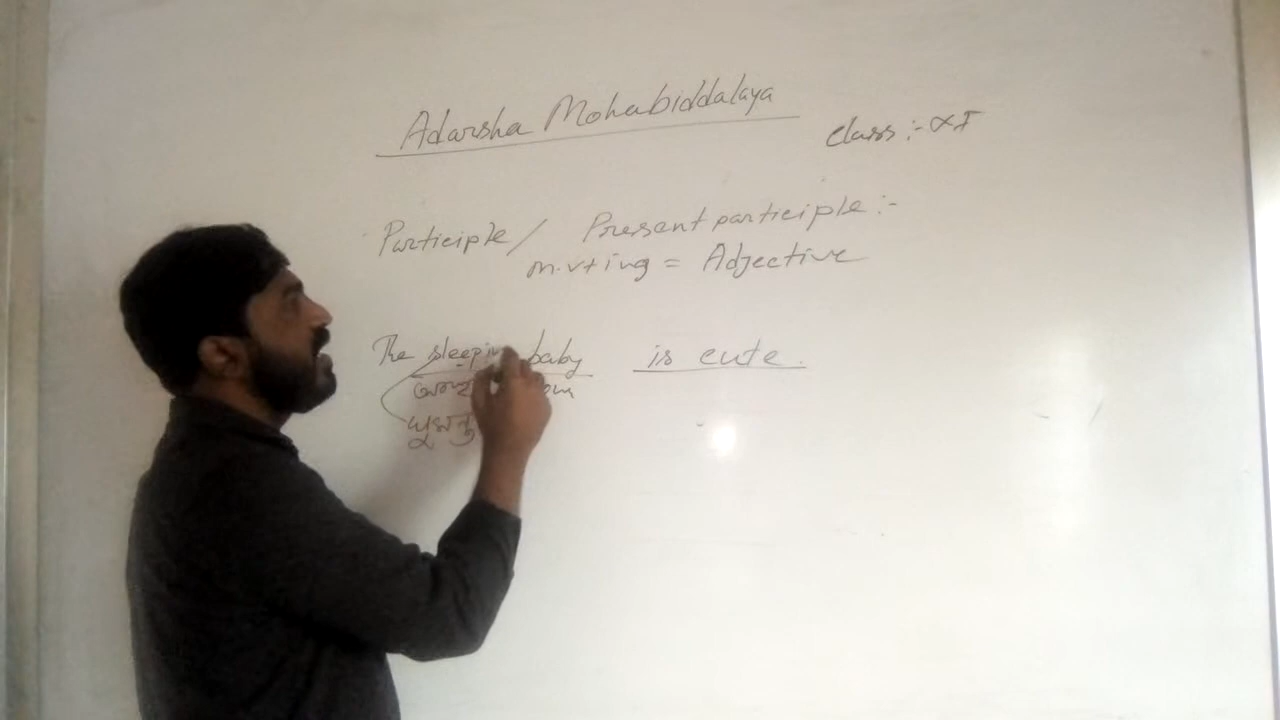 Adarsha Mohabiddalaya
class :- XI
Participle / Present participle :-
m.v+ing = Adjective
The sleeping baby is cute.